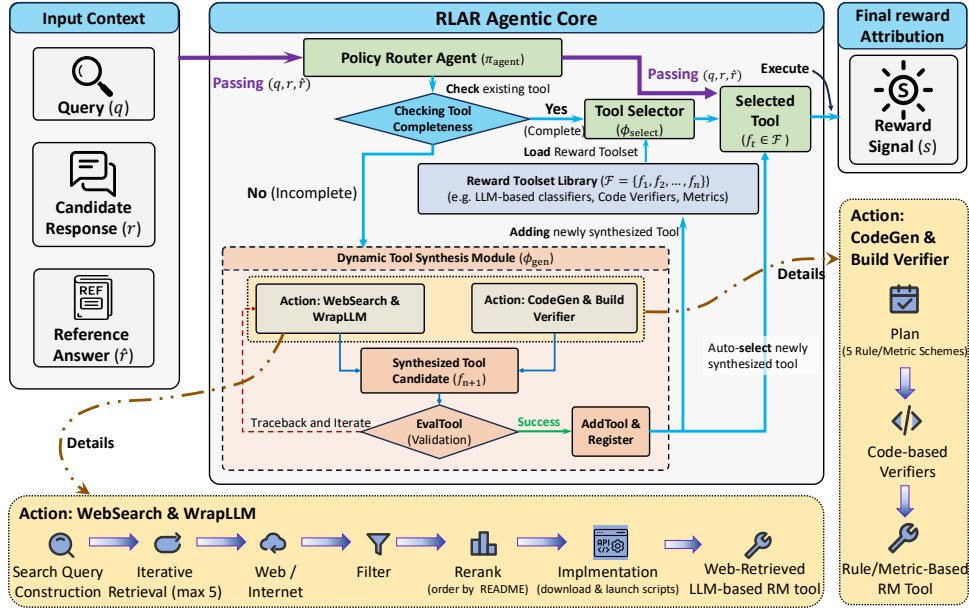 Input Context
Query (q)
Candidate
Response (r)
REF
Reference
Answer (r̂)
RLAR Agentic Core
Policy Router Agent (π_agent)
Passing (q, r, r̂)
Passing (q, r, r̂)
Check existing tool
Checking Tool
Completeness
Yes
(Complete)
Tool Selector
(ϕ_select)
Selected
Tool
(f_t ∈ ℱ)
Execute
Load Reward Toolset
No (Incomplete)
Reward Toolset Library (ℱ = {f_1, f_2, ..., f_n})
(e.g. LLM-based classifiers, Code Verifiers, Metrics)
Adding newly synthesized Tool
Dynamic Tool Synthesis Module (ϕ_gen)
Action: WebSearch &
WrapLLM
Action: CodeGen & Build
Verifier
Synthesized Tool
Candidate (f_n+1)
Traceback and Iterate
EvalTool
(Validation)
Success
AddTool &
Register
Auto-select newly
synthesized tool
Details
Details
Final reward
Attribution
S
Reward
Signal (s)
Action:
CodeGen &
Build Verifier
Plan
(5 Rule/Metric Schemes)
</>
Code-based
Verifiers
Rule/Metric-Based
RM Tool
Action: WebSearch & WrapLLM
Search Query
Construction
Iterative
Retrieval (max 5)
Web /
Internet
Filter
Rerank
(order by README)
API
</>
Implmentation
(download & launch scripts)
Web-Retrieved
LLM-based RM tool